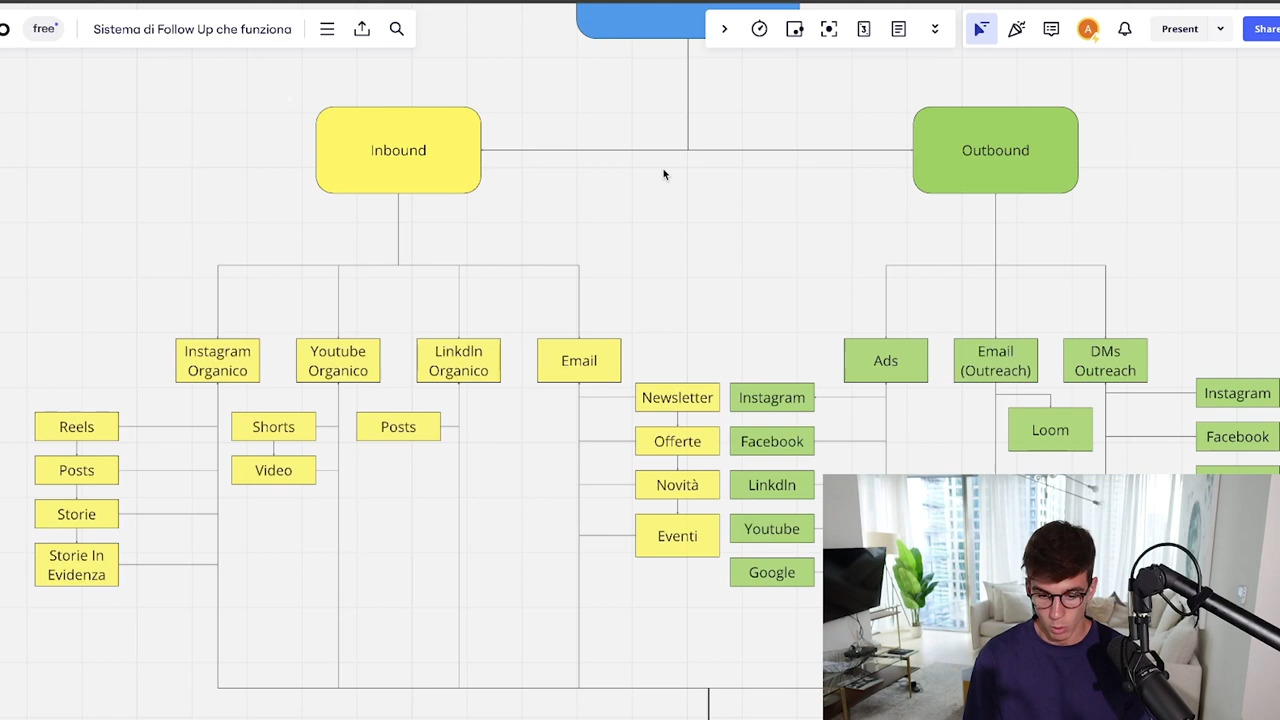 free
Sistema di Follow Up che funziona
3
A
Present
Share
Inbound
Outbound
Instagram
Organico
Youtube
Organico
LinkdIn
Organico
Email
Ads
Email
(Outreach)
DMs
Outreach
Reels
Posts
Storie
Storie In
Evidenza
Shorts
Video
Posts
Newsletter
Offerte
Novità
Eventi
Instagram
Facebook
LinkdIn
Youtube
Google
Loom
Instagram
Facebook